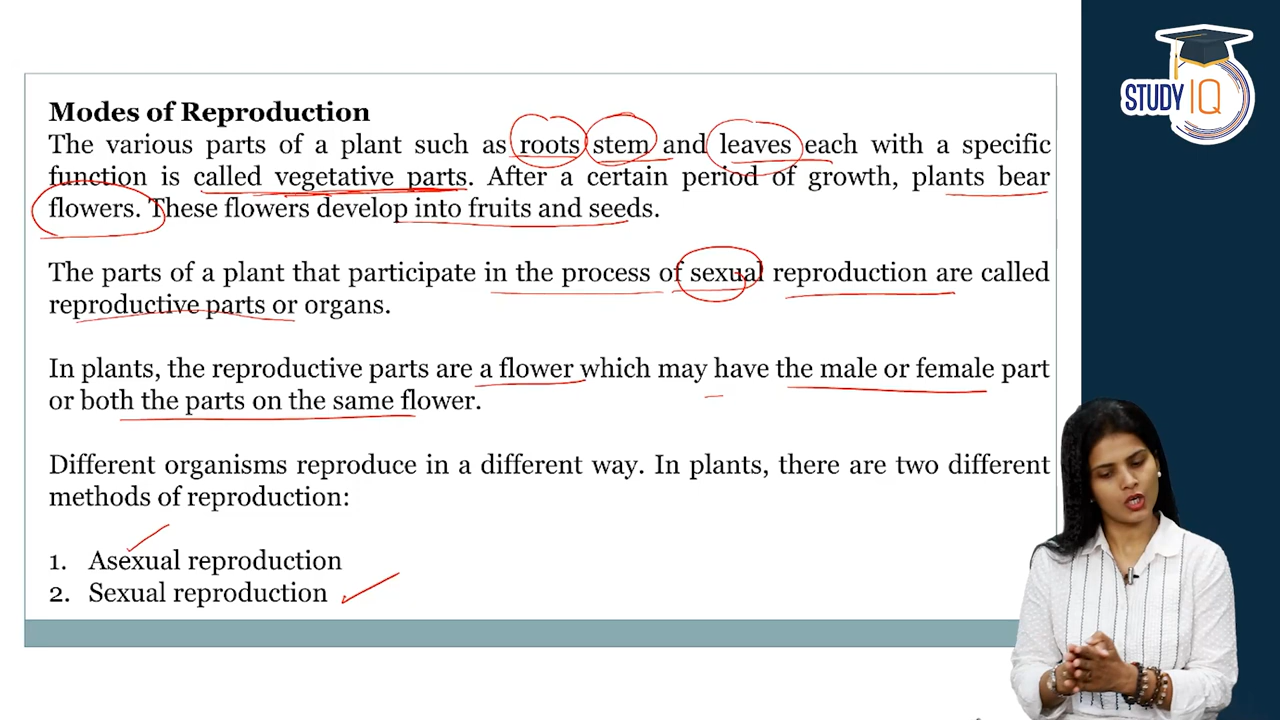 STUDY IQ
Modes of Reproduction
The various parts of a plant such as roots stem and leaves each with a specific
function is called vegetative parts. After a certain period of growth, plants bear
flowers. These flowers develop into fruits and seeds.
The parts of a plant that participate in the process of sexual reproduction are called
reproductive parts or organs.
In plants, the reproductive parts are a flower which may have the male or female part
or both the parts on the same flower.
Different organisms reproduce in a different way. In plants, there are two different
methods of reproduction:
1. Asexual reproduction
2. Sexual reproduction